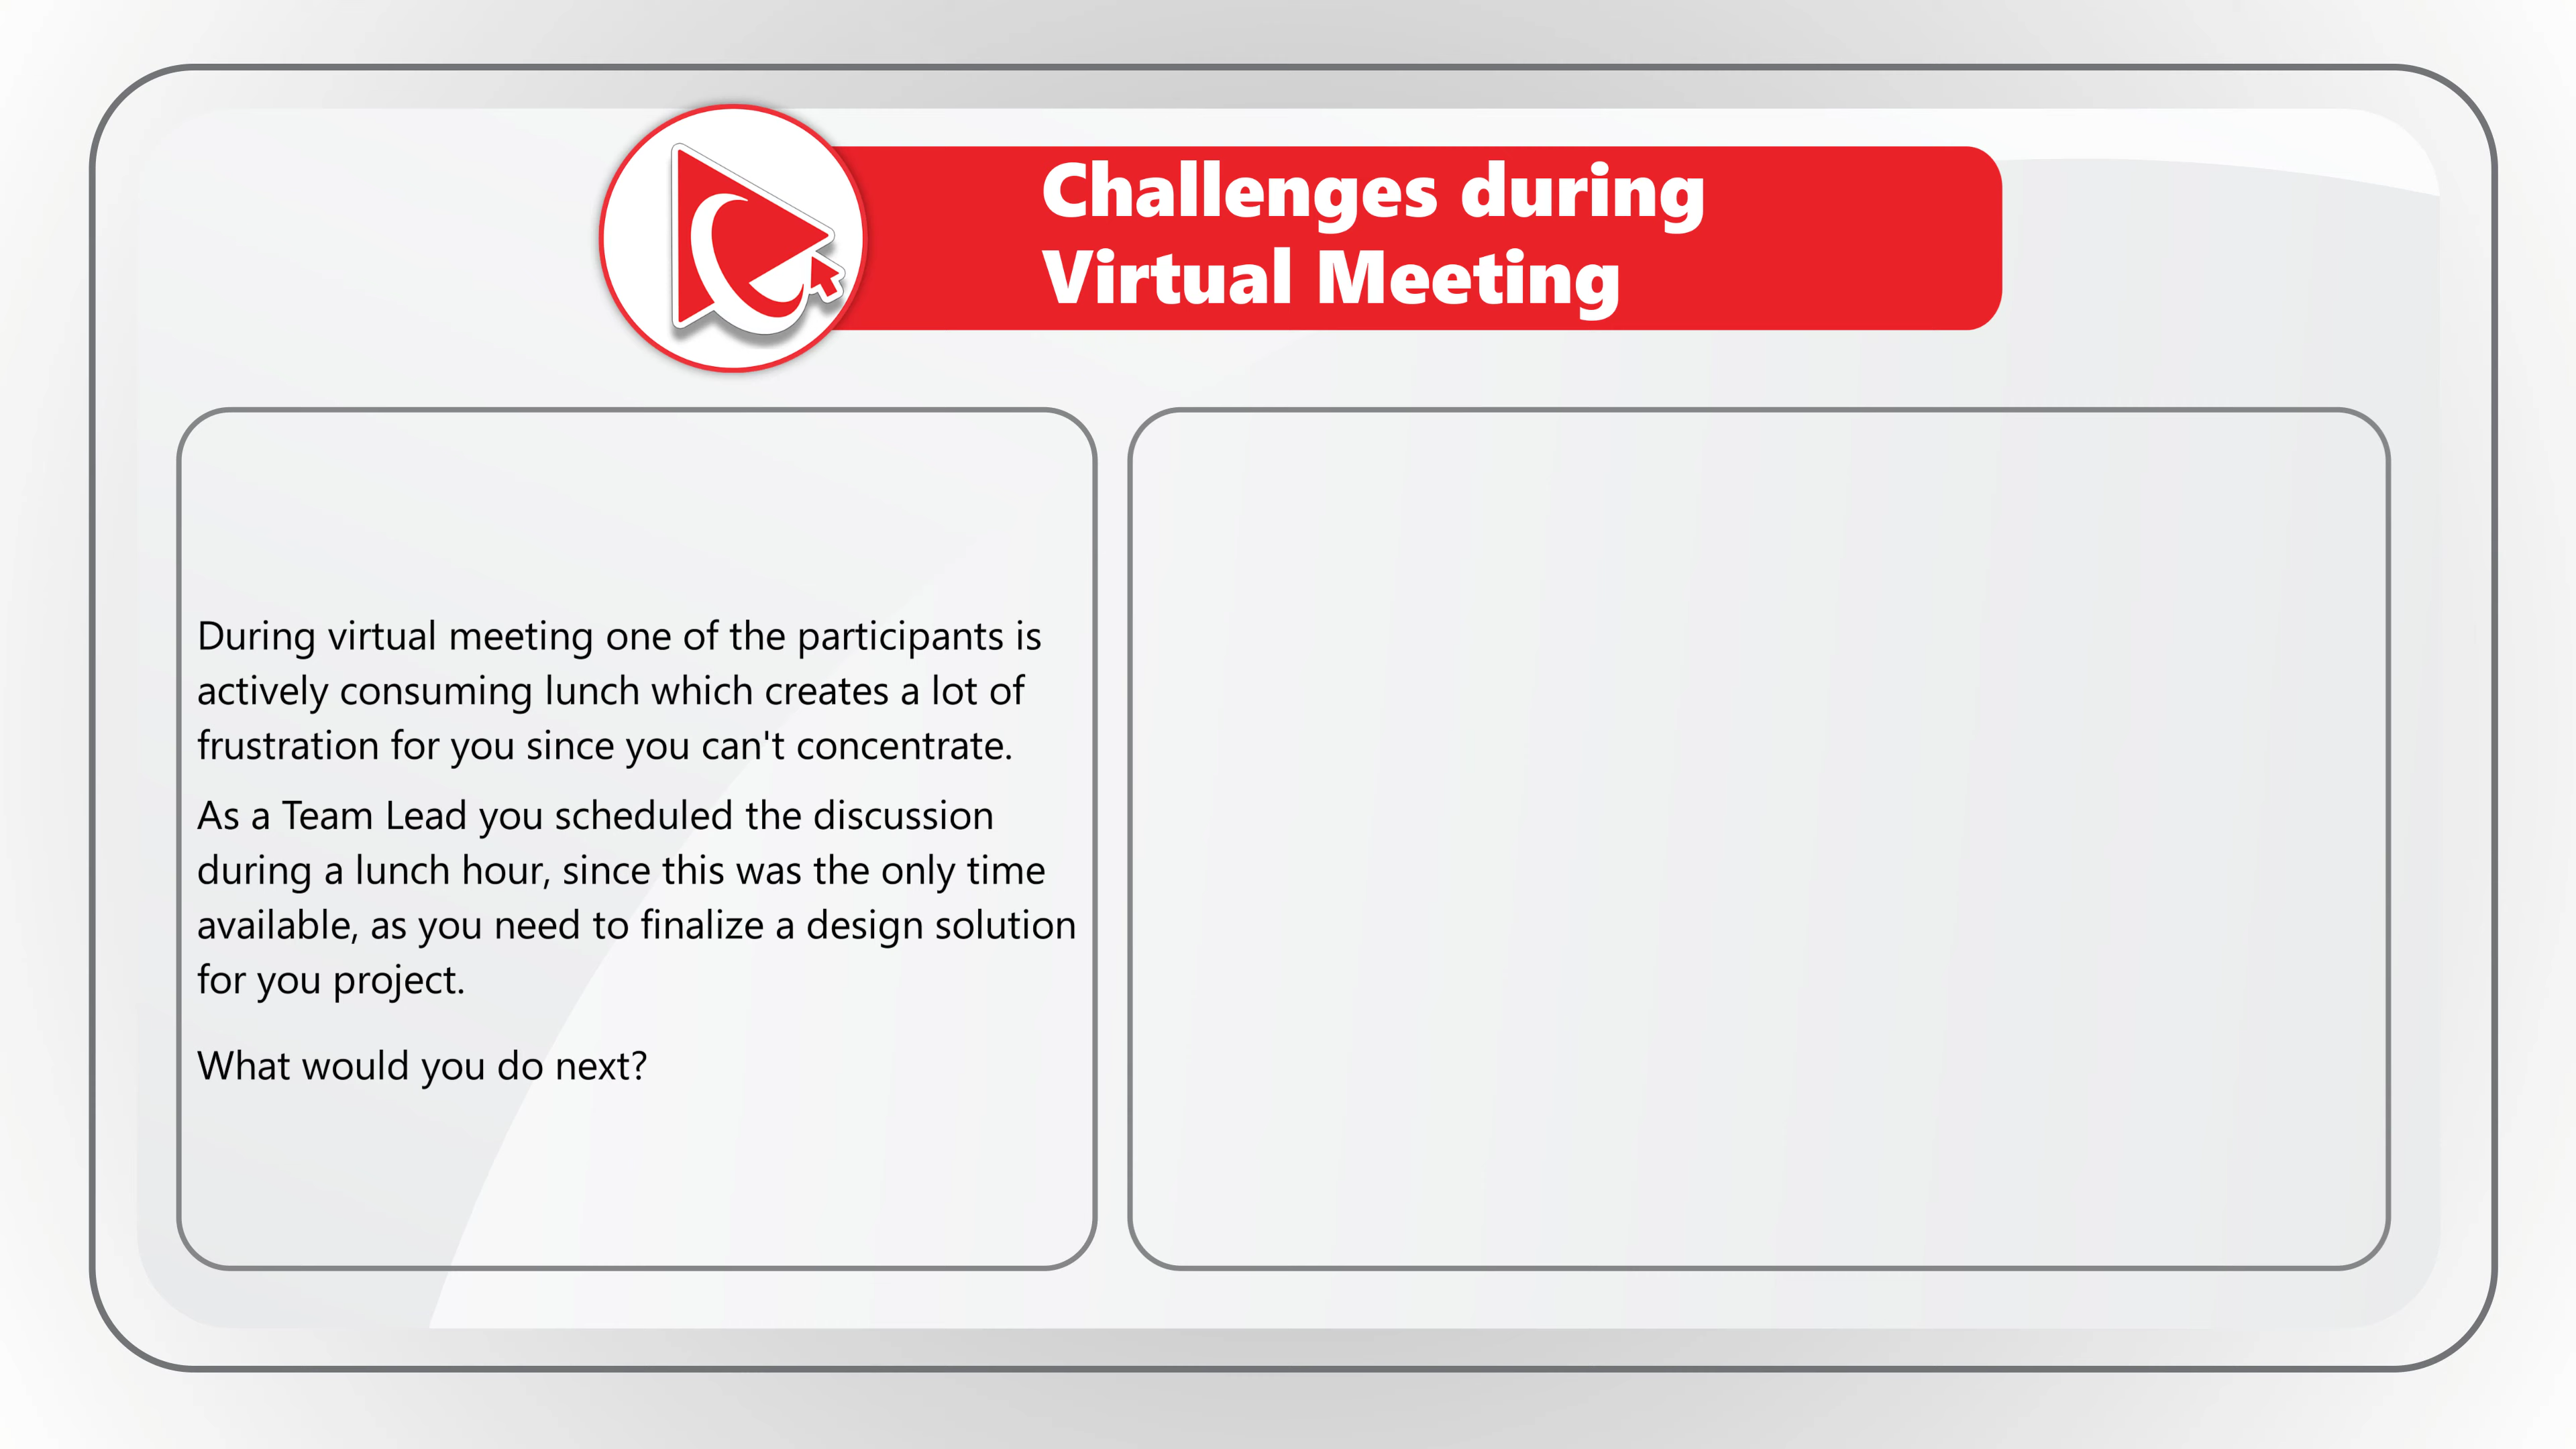 Challenges during
Virtual Meeting
During virtual meeting one of the participants is
actively consuming lunch which creates a lot of
frustration for you since you can't concentrate.
As a Team Lead you scheduled the discussion
during a lunch hour, since this was the only time
available, as you need to finalize a design solution
for you project.
What would you do next?